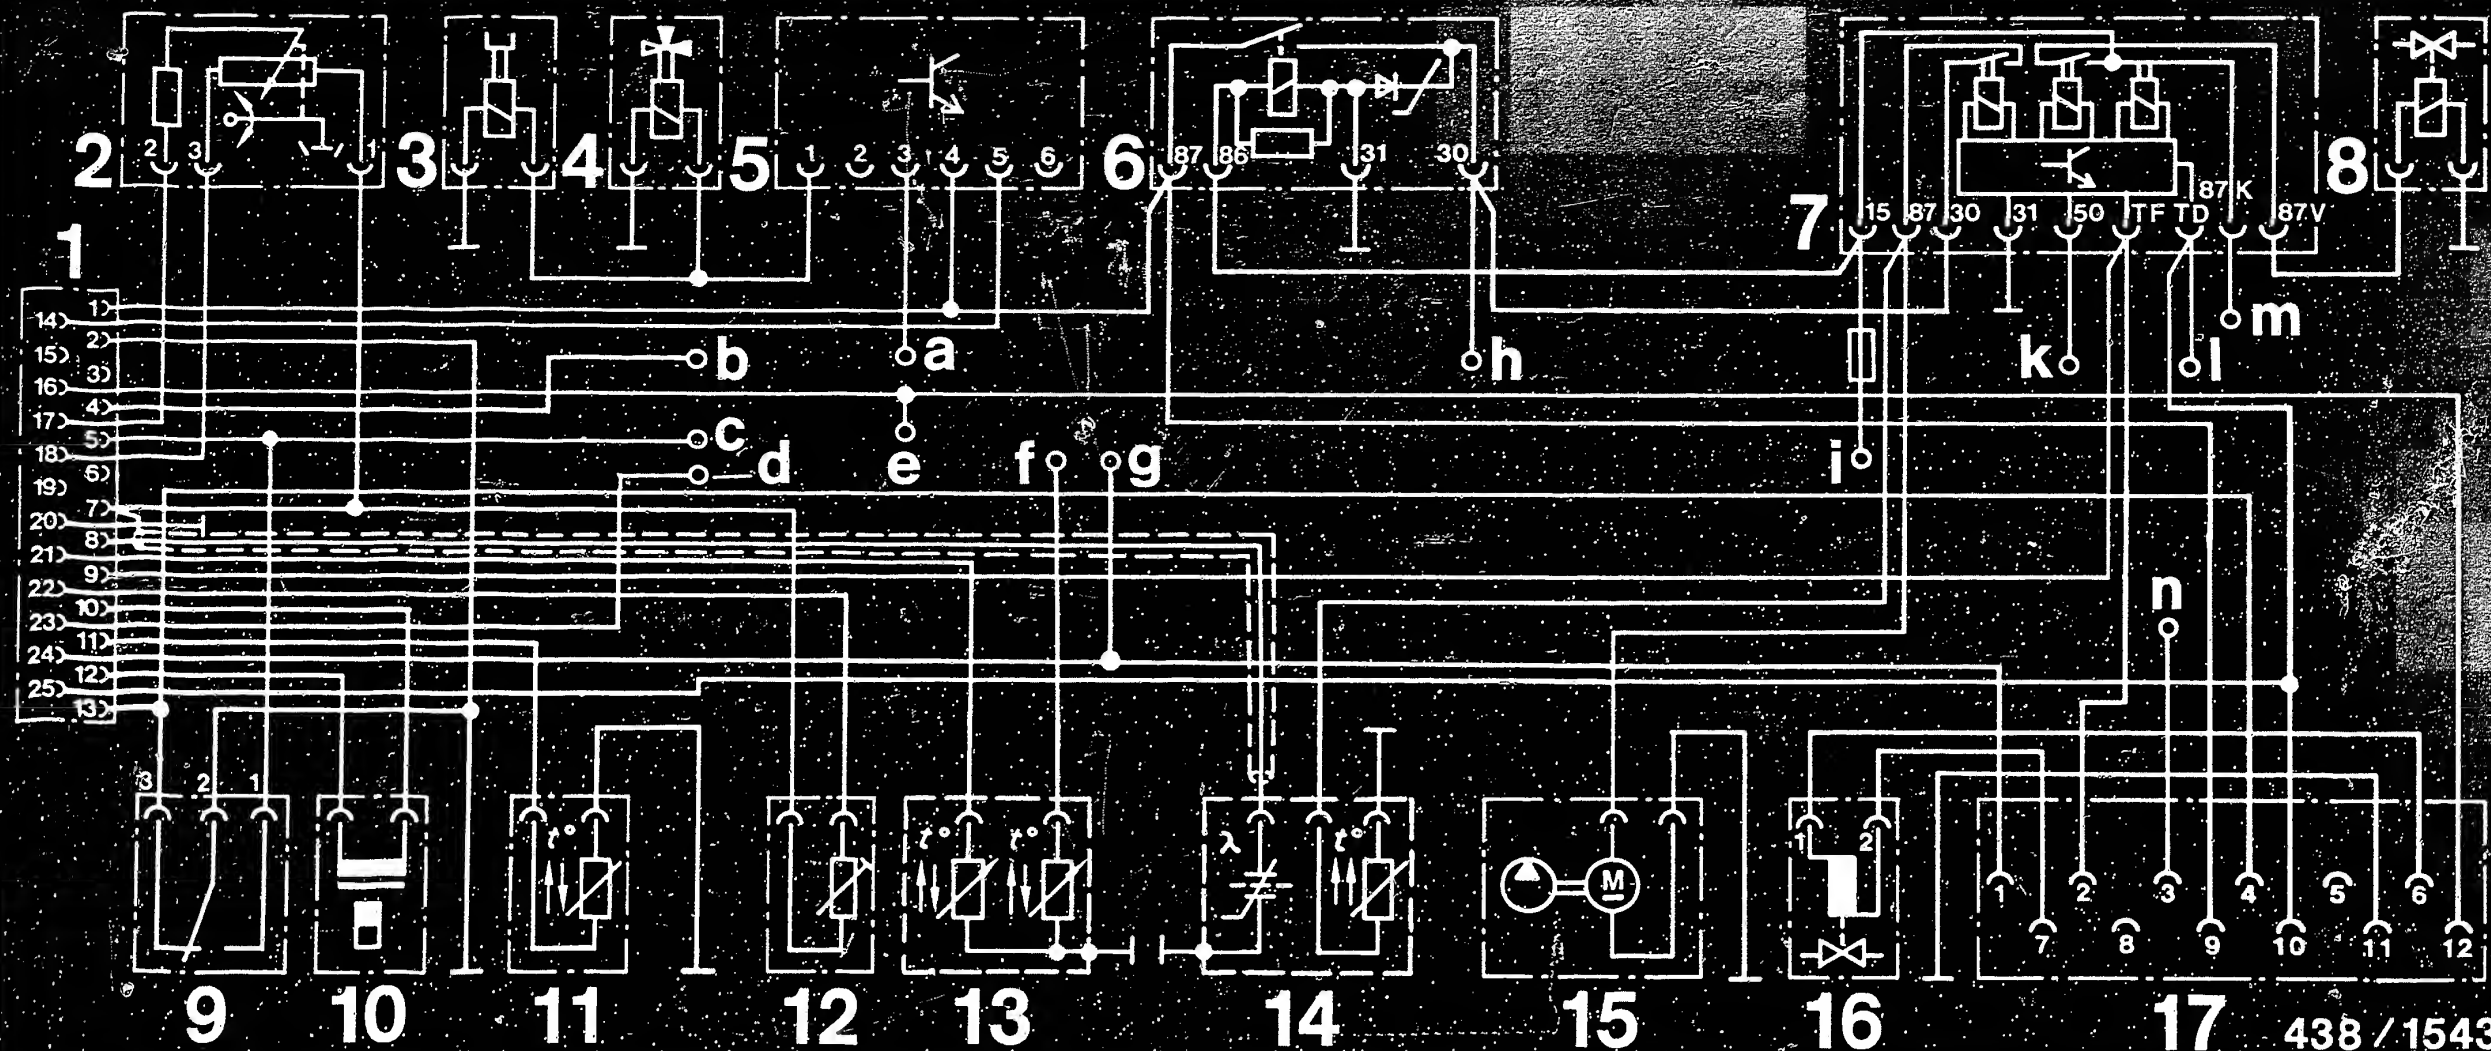 2 3 1
1 2 3 4 5 6
87 86 31 30
2 3 4 5 6 7 8
15 87 30 31 50 TF TD 87K 87V
1
1
14
2
15
3
16
4
17
5
18
6
19
7
20
8
21
9
22
10
23
11
24
12
25
13
b a h k l m
c d e f g i
n
3 2 1
t° t° t° λ t°
M
1 2
1 2 3 4 5 6
7 8 9 10 11 12
9 10 11 12 13 14 15 16 17
438/1543